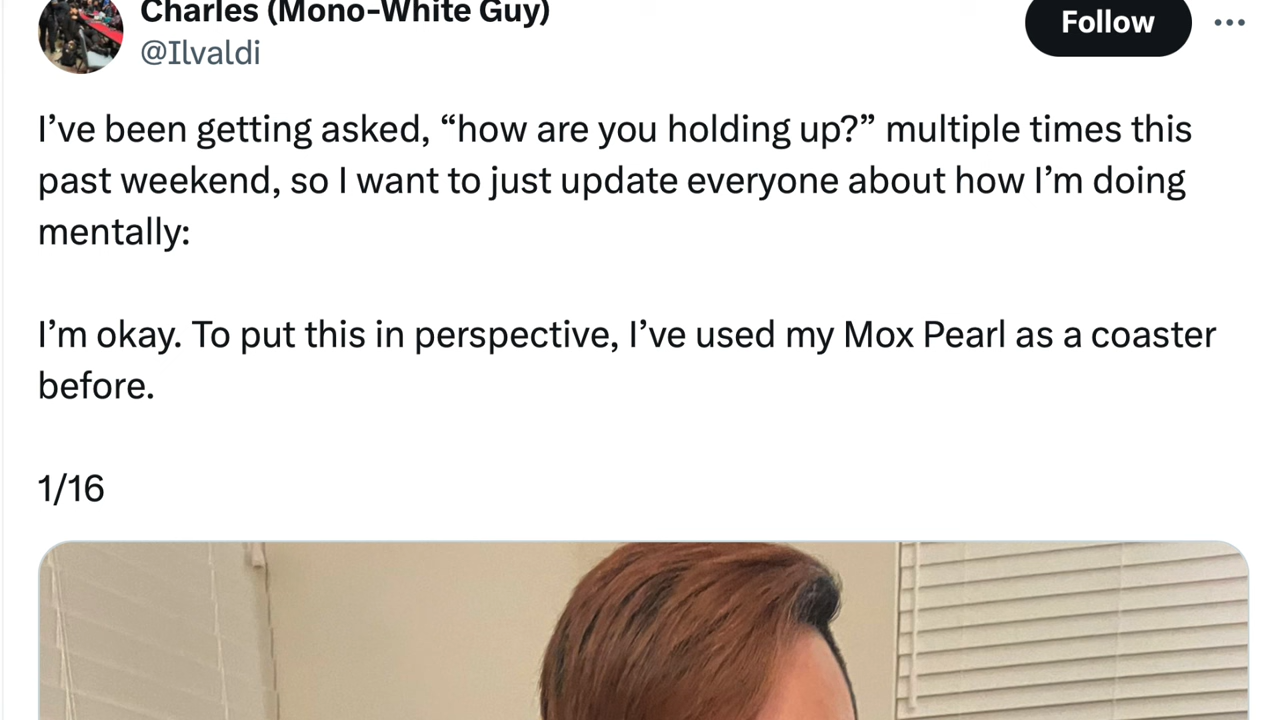 Charles (Mono-White Guy)
@Ilvaldi
Follow
I’ve been getting asked, “how are you holding up?” multiple times this
past weekend, so I want to just update everyone about how I’m doing
mentally:
I’m okay. To put this in perspective, I’ve used my Mox Pearl as a coaster
before.
1/16